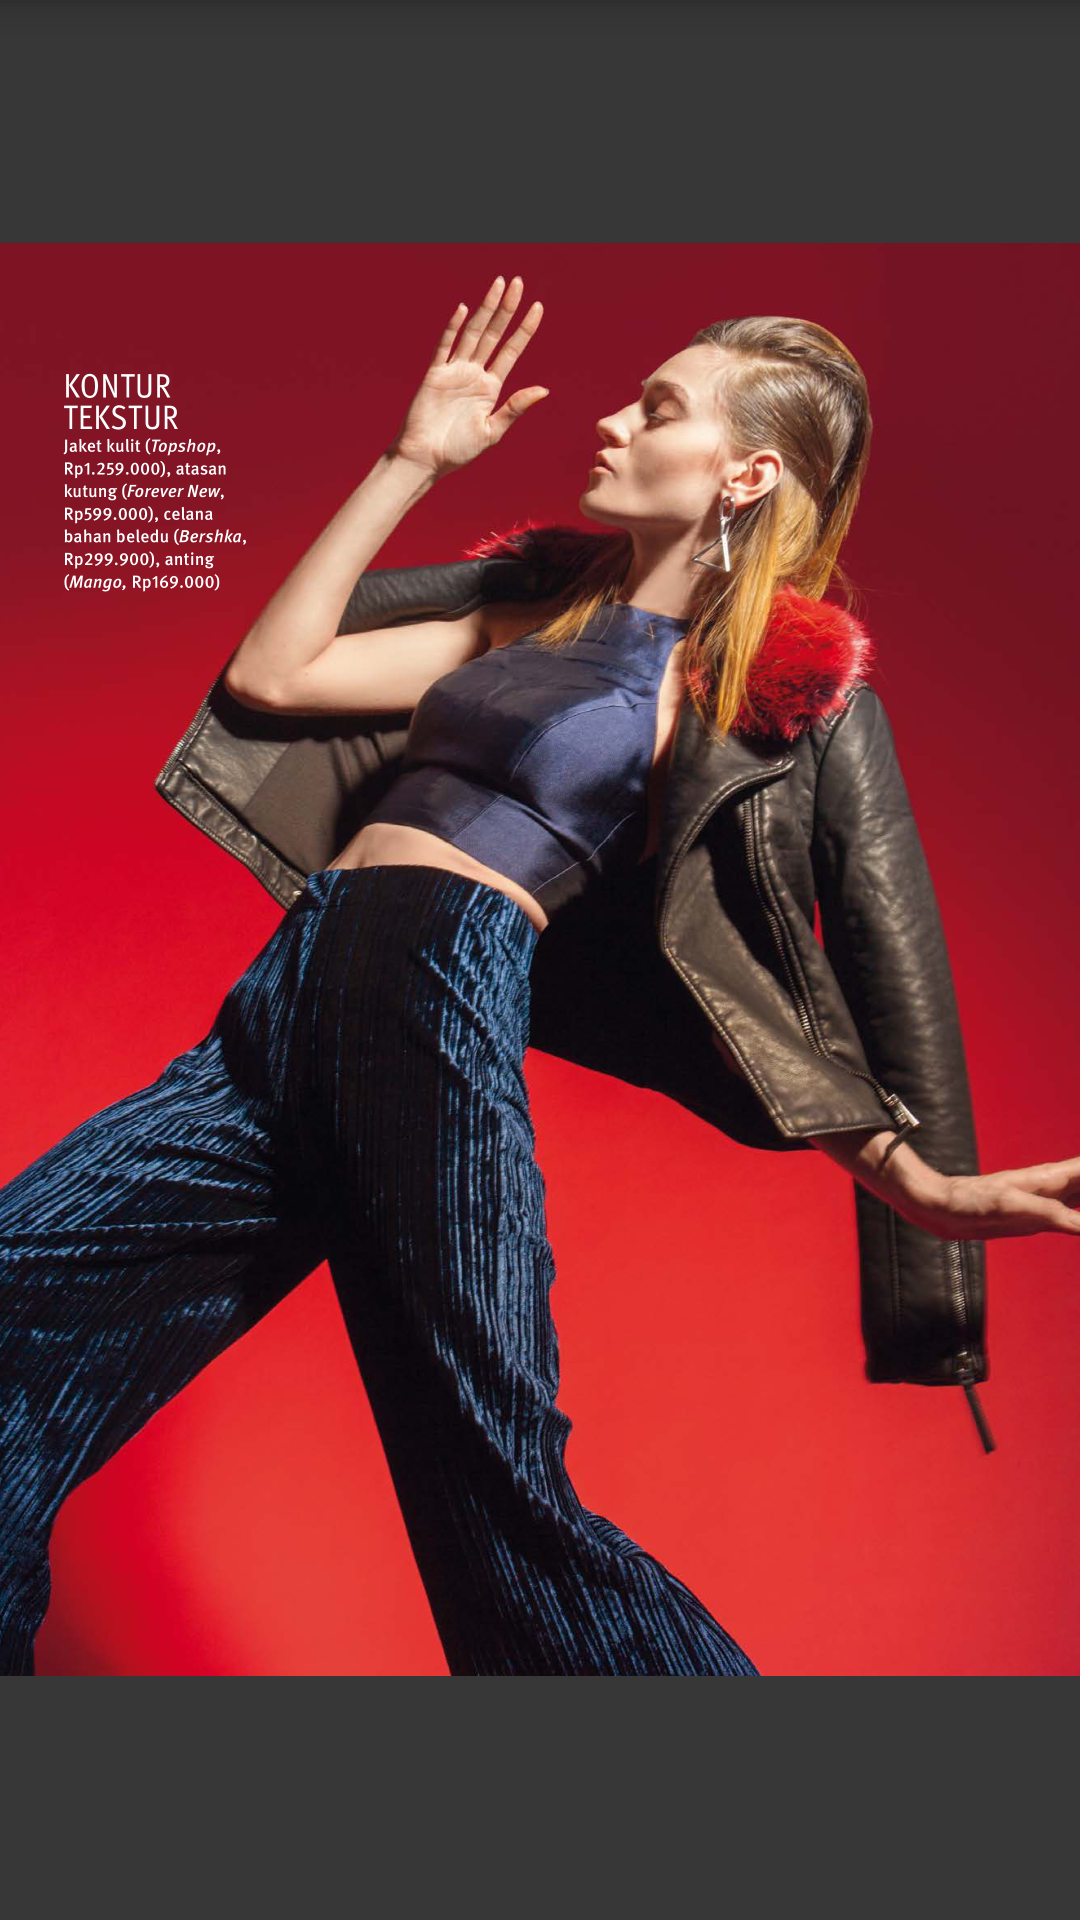 KONTUR
TEKSTUR
Jaket kulit (Topshop,
Rp1.259.000), atasan
kutung (Forever New,
Rp599.000), celana
bahan beledu (Bershka,
Rp299.900), anting
(Mango, Rp169.000)